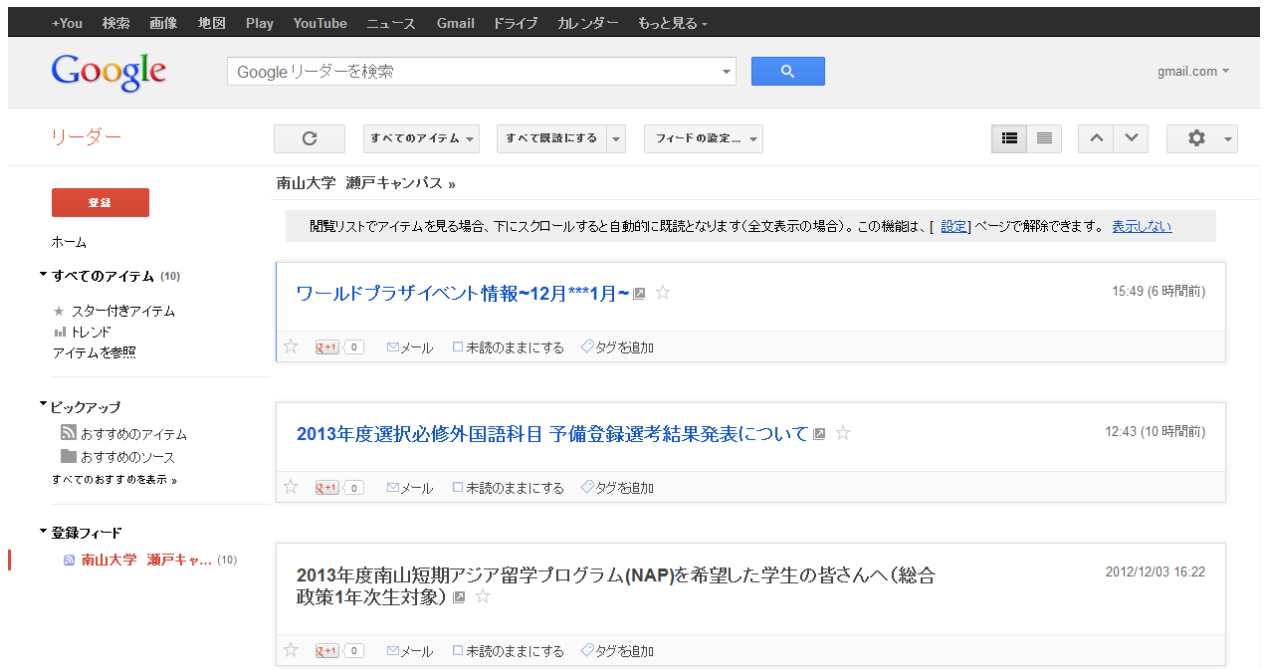 +You 検索 画像 地図 Play YouTube ニュース Gmail ドライブ カレンダー もっと見る
Google
Google リーダーを検索
gmail.com
リーダー
すべてのアイテム
すべて既読にする
フィードの設定...
登録
ホーム
すべてのアイテム (10)
スター付きアイテム
トレンド
アイテムを参照
ピックアップ
おすすめのアイテム
おすすめのソース
すべてのおすすめを表示 »
登録フィード
南山大学 瀬戸キャ... (10)
南山大学 瀬戸キャンパス »
閲覧リストでアイテムを見る場合、下にスクロールすると自動的に既読となります(全文表示の場合)。この機能は、[ 設定] ページで解除できます。 表示しない
ワールドプラザイベント情報~12月***1月~
15:49 (6 時間前)
+1 0 メール 未読のままにする タグを追加
2013年度選択必修外国語科目 予備登録選考結果発表について
12:43 (10 時間前)
+1 0 メール 未読のままにする タグを追加
2013年度南山短期アジア留学プログラム(NAP)を希望した学生の皆さんへ(総合
政策1年次生対象)
2012/12/03 16:22
+1 0 メール 未読のままにする タグを追加